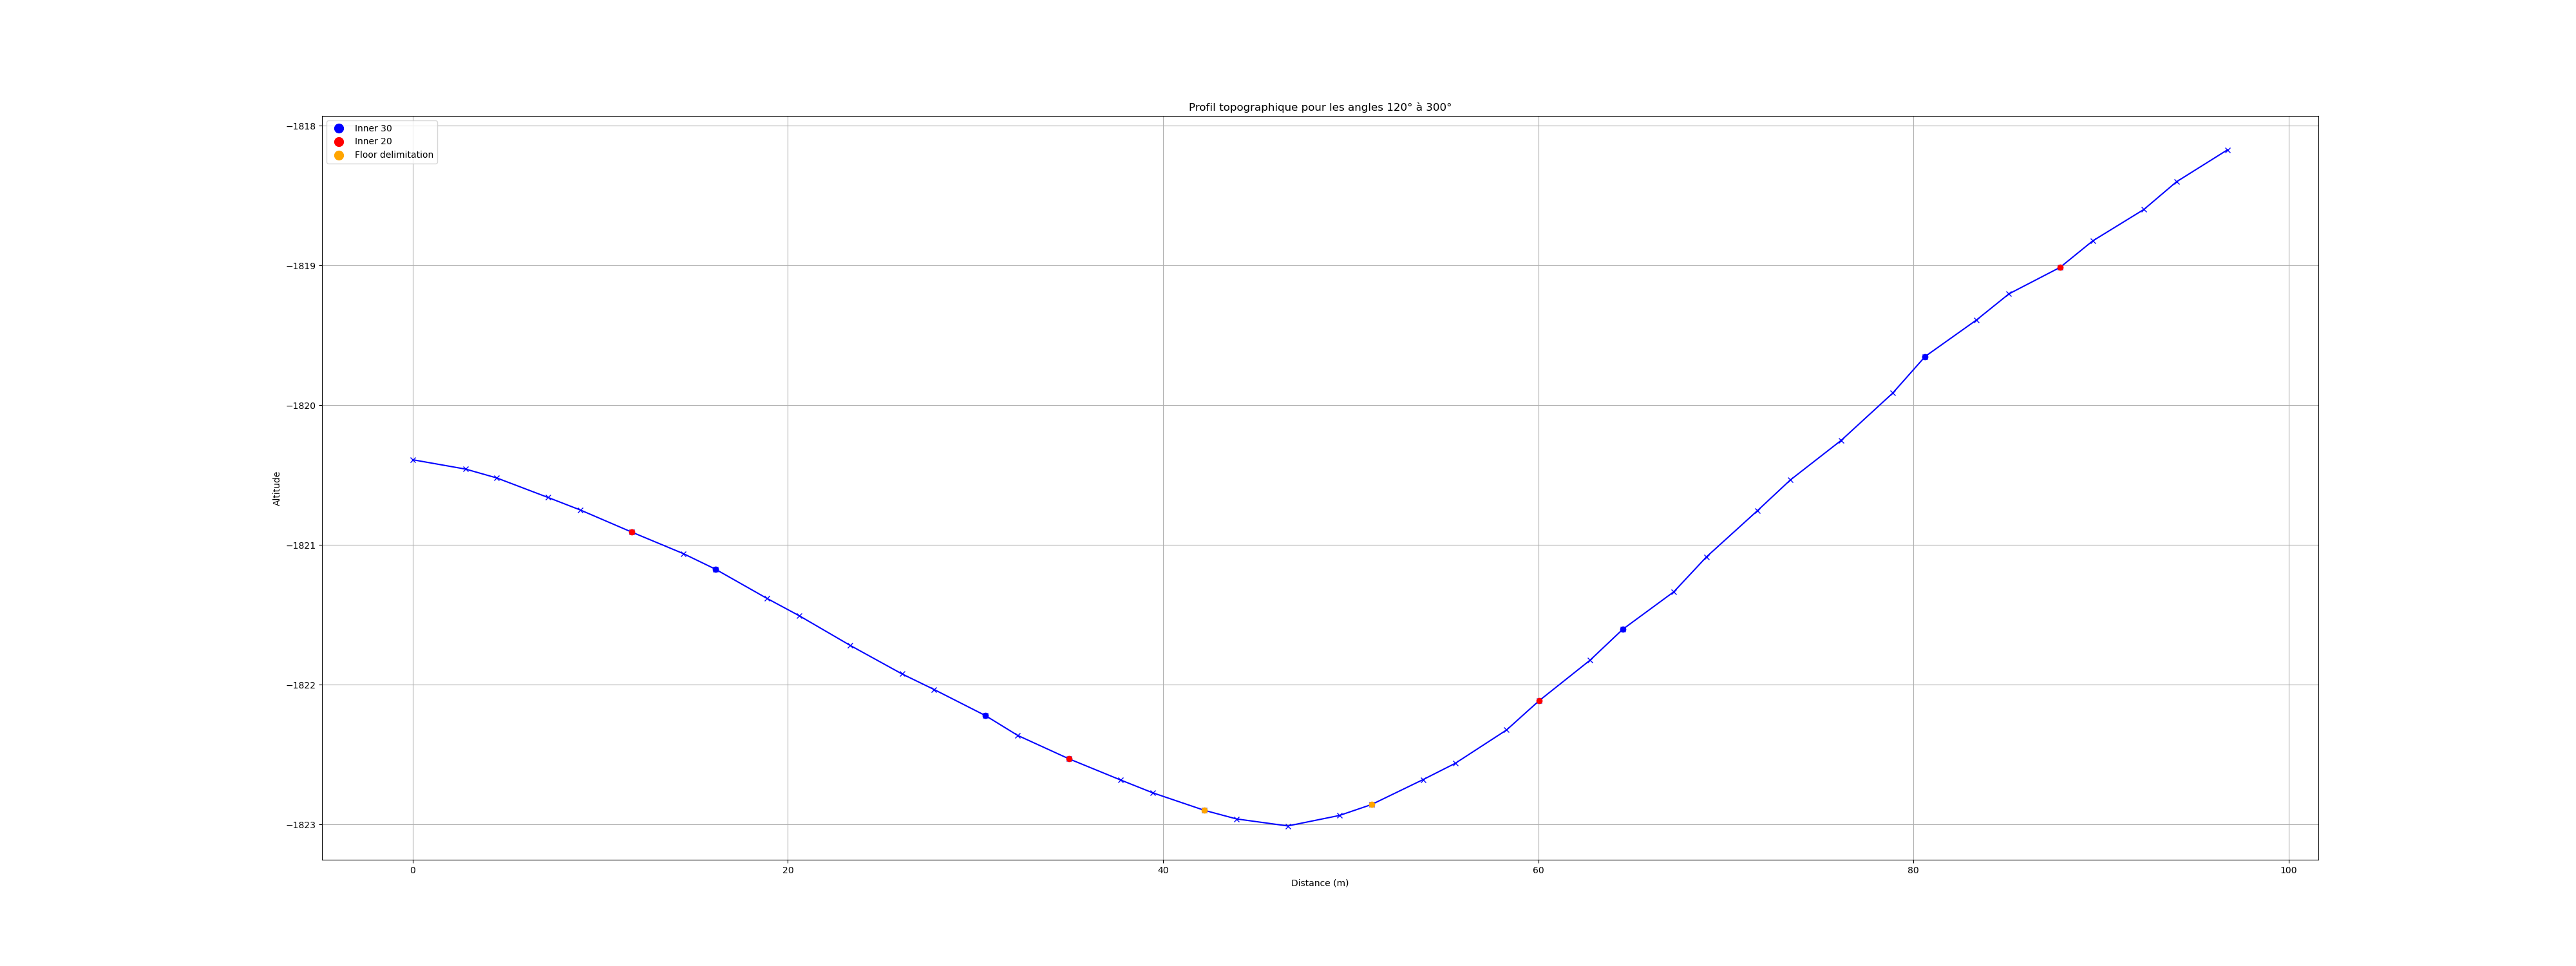 Profil topographique pour les angles 120° à 300°
Inner 30
Inner 20
Floor delimitation
−1818
−1819
−1820
−1821
−1822
−1823
Altitude
0 20 40 60 80 100
Distance (m)